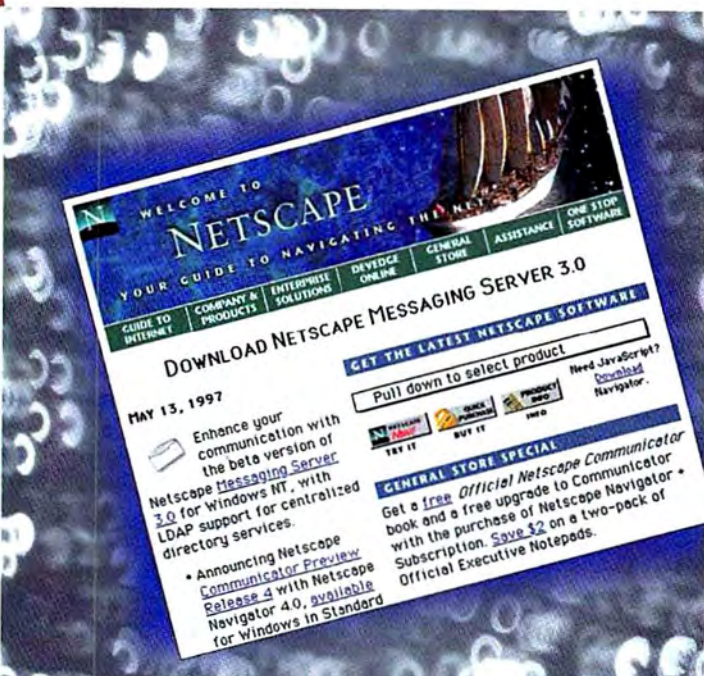 N
WELCOME TO
NETSCAPE
YOUR GUIDE TO NAVIGATING THE NET
GUIDE TO INTERNET
COMPANY & PRODUCTS
ENTERPRISE SOLUTIONS
DEVEDGE ONLINE
GENERAL STORE
ASSISTANCE
ONE STOP SOFTWARE
DOWNLOAD NETSCAPE MESSAGING SERVER 3.0
MAY 13, 1997
Enhance your
communication with
the beta version of
Netscape Messaging Server
3.0 for Windows NT, with
LDAP support for centralized
directory services.
• Announcing Netscape
Communicator Preview
Release 4 with Netscape
Navigator 4.0, available
for Windows in Standard
GET THE LATEST NETSCAPE SOFTWARE
Pull down to select product
Need JavaScript?
Download
Navigator.
N NETSCAPE
Now!
TRY IT
QUICK
PURCHASE
BUY IT
PRODUCT
INFO
INFO
GENERAL STORE SPECIAL
Get a free Official Netscape Communicator
book and a free upgrade to Communicator
with the purchase of Netscape Navigator +
Subscription. Save $2 on a two-pack of
Official Executive Notepads.